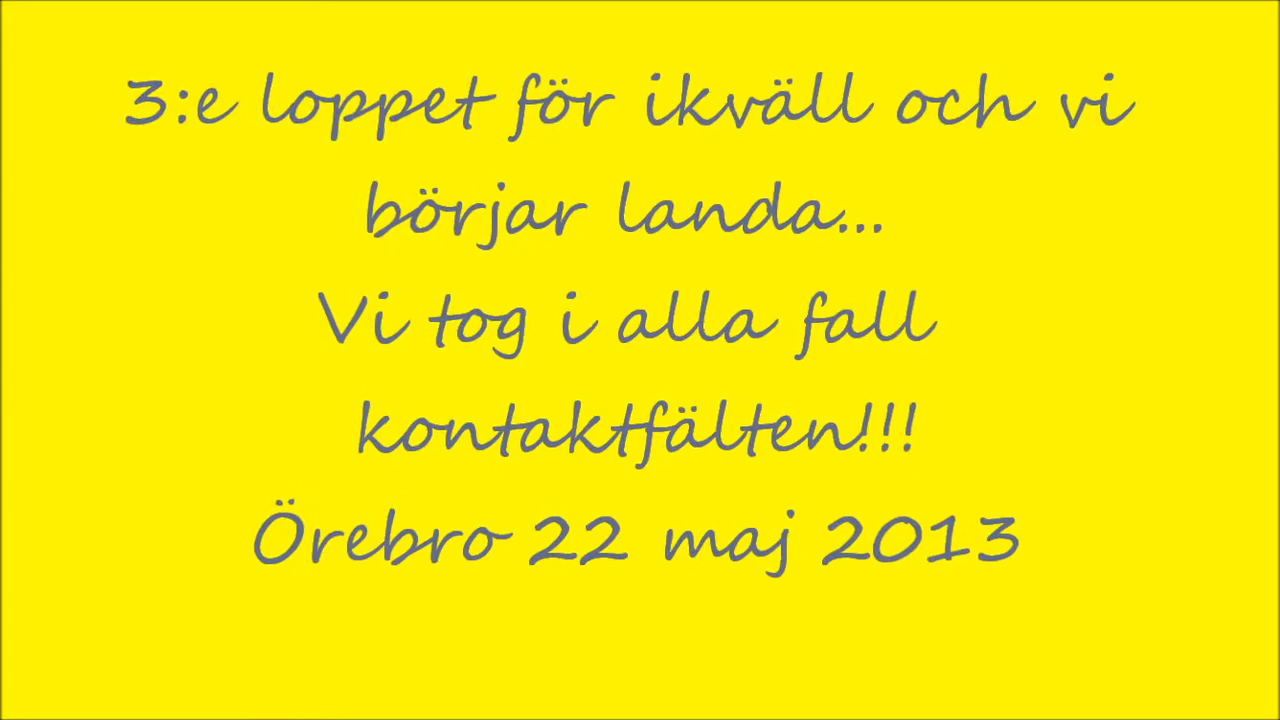 3:e loppet för ikväll och vi
börjar landa...
Vi tog i alla fall
kontaktfälten!!!
Örebro 22 maj 2013